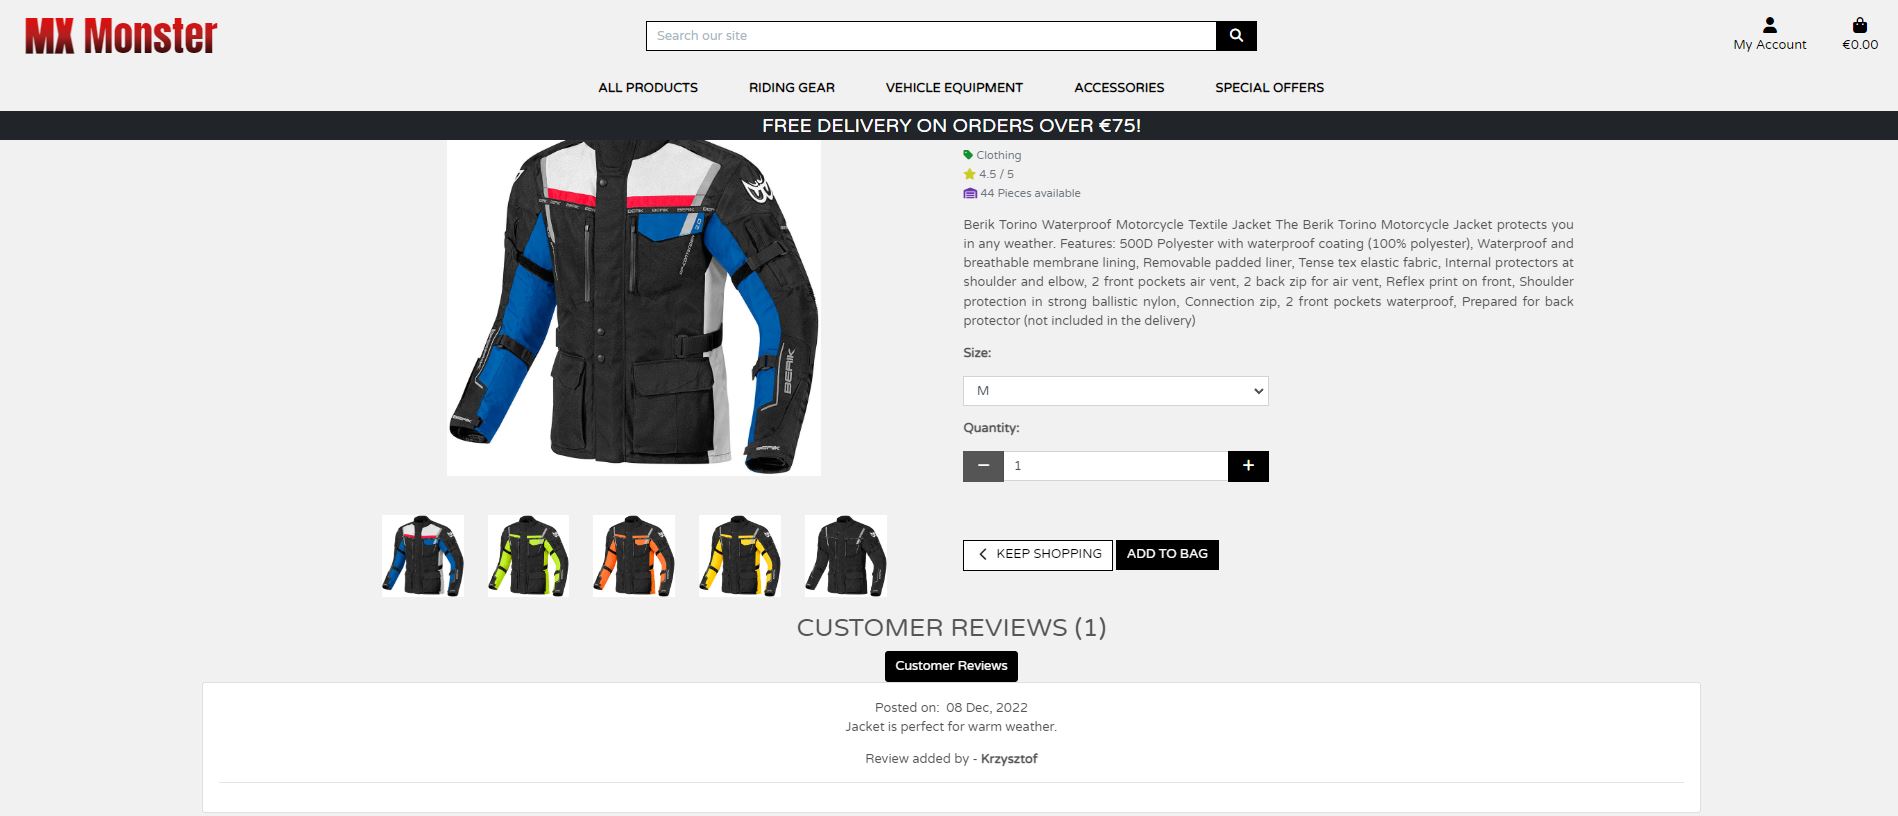 MX Monster
Search our site
My Account
€0.00
ALL PRODUCTS
RIDING GEAR
VEHICLE EQUIPMENT
ACCESSORIES
SPECIAL OFFERS
FREE DELIVERY ON ORDERS OVER €75!
Clothing
4.5 / 5
44 Pieces available
Berik Torino Waterproof Motorcycle Textile Jacket The Berik Torino Motorcycle Jacket protects you
in any weather. Features: 500D Polyester with waterproof coating (100% polyester), Waterproof and
breathable membrane lining, Removable padded liner, Tense tex elastic fabric, Internal protectors at
shoulder and elbow, 2 front pockets air vent, 2 back zip for air vent, Reflex print on front, Shoulder
protection in strong ballistic nylon, Connection zip, 2 front pockets waterproof, Prepared for back
protector (not included in the delivery)
Size:
M
Quantity:
1
KEEP SHOPPING
ADD TO BAG
BERIK BERIK BERIK BERIK
BERIK
BERIK
BERIK
CUSTOMER REVIEWS (1)
Customer Reviews
Posted on: 08 Dec, 2022
Jacket is perfect for warm weather.
Review added by - Krzysztof